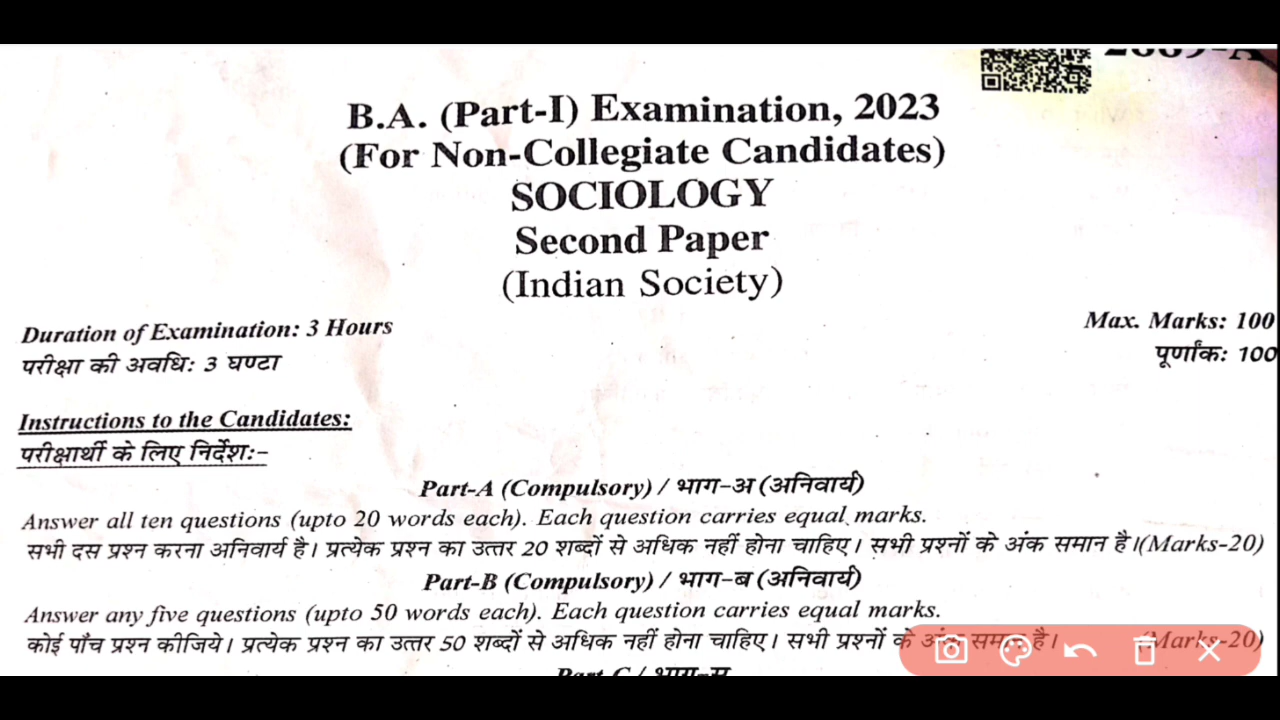 B.A. (Part-I) Examination, 2023
(For Non-Collegiate Candidates)
SOCIOLOGY
Second Paper
(Indian Society)
Duration of Examination: 3 Hours
Max. Marks: 100
परीक्षा की अवधिः 3 घण्टा
पूर्णांकः 100
Instructions to the Candidates:
परीक्षार्थी के लिए निर्देशः-
Part-A (Compulsory) / भाग-अ (अनिवार्य)
Answer all ten questions (upto 20 words each). Each question carries equal marks.
सभी दस प्रश्न करना अनिवार्य है। प्रत्येक प्रश्न का उत्तर 20 शब्दों से अधिक नहीं होना चाहिए। सभी प्रश्नों के अंक समान है।(Marks-20)
Part-B (Compulsory) / भाग-ब (अनिवार्य)
Answer any five questions (upto 50 words each). Each question carries equal marks.
कोई पाँच प्रश्न कीजिये। प्रत्येक प्रश्न का उत्तर 50 शब्दों से अधिक नहीं होना चाहिए। सभी प्रश्नों के अंक समान है। (Marks-20)
Part C / भाग-स